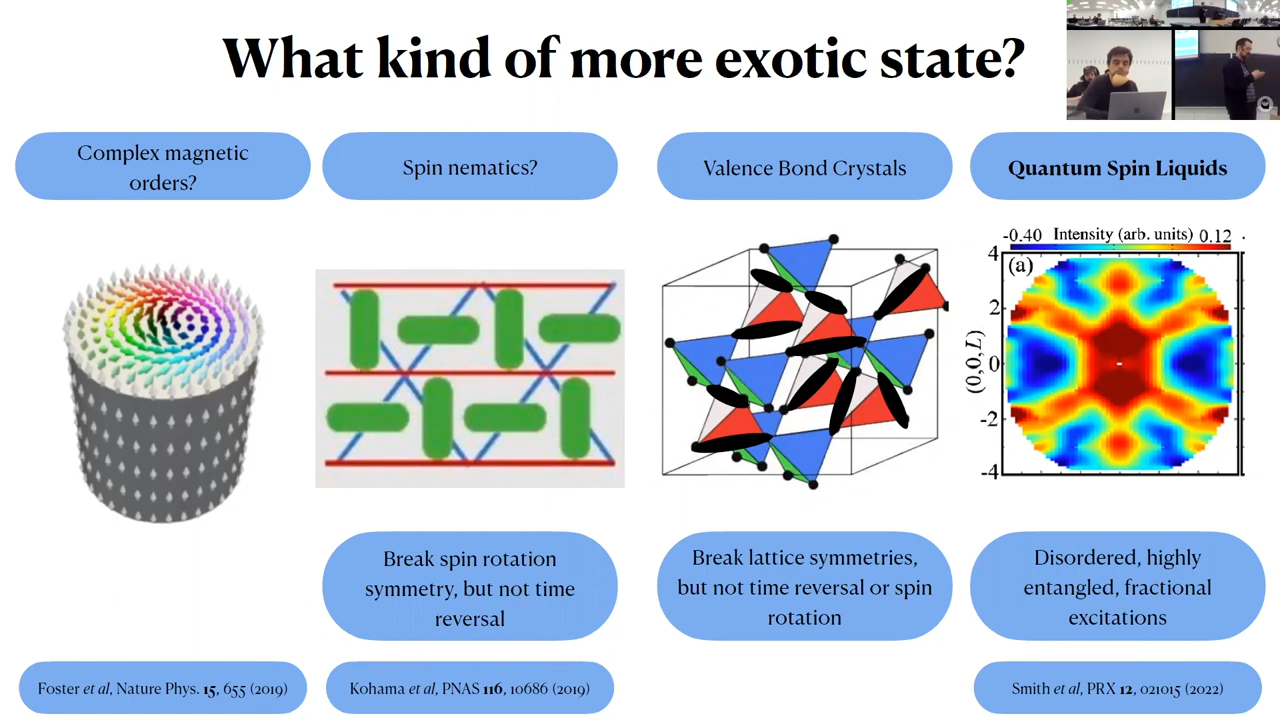 What kind of more exotic state?
Complex magnetic
orders?
Spin nematics?
Valence Bond Crystals
Quantum Spin Liquids
-0.40 Intensity (arb. units) 0.12
(a)
4
2
0
-2
-4
(0,0,L)
Break spin rotation
symmetry, but not time
reversal
Break lattice symmetries,
but not time reversal or spin
rotation
Disordered, highly
entangled, fractional
excitations
Foster et al, Nature Phys. 15, 655 (2019)
Kohama et al, PNAS 116, 10686 (2019)
Smith et al, PRX 12, 021015 (2022)